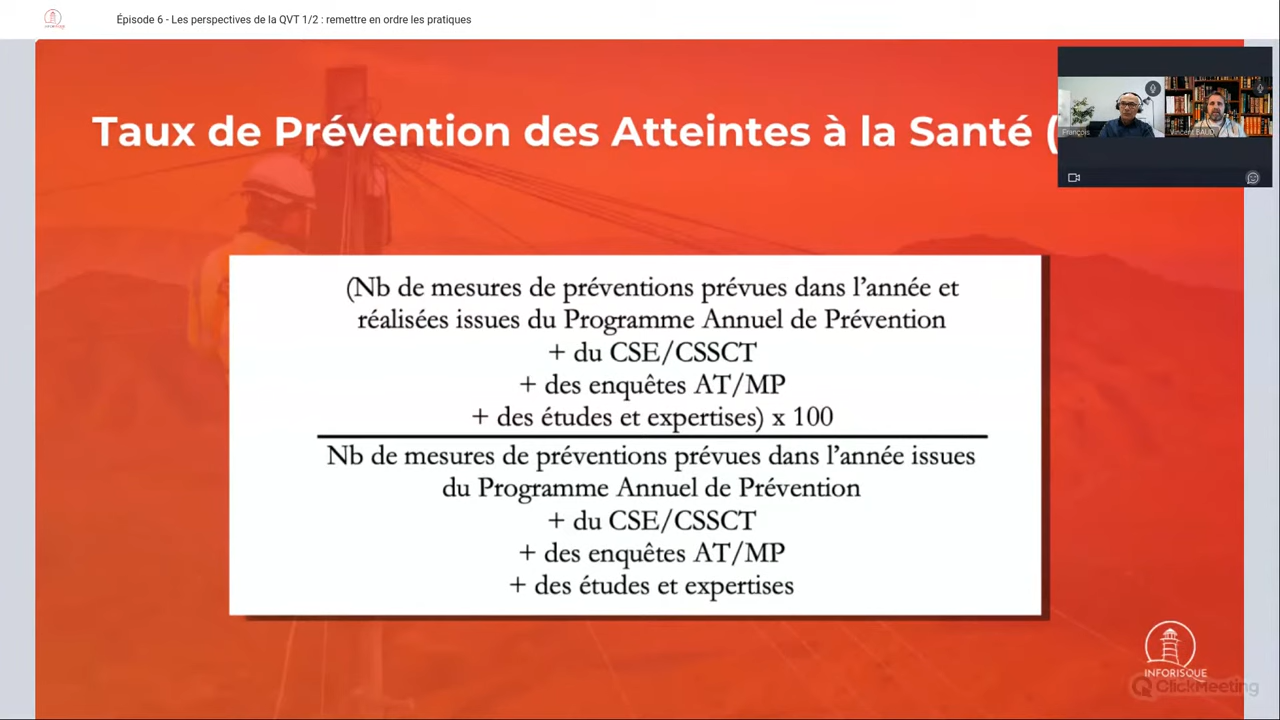 Épisode 6 - Les perspectives de la QVT 1/2 : remettre en ordre les pratiques
Taux de Prévention des Atteintes à la Santé (
François
Vincent BAUD
(Nb de mesures de préventions prévues dans l’année et
réalisées issues du Programme Annuel de Prévention
+ du CSE/CSSCT
+ des enquêtes AT/MP
+ des études et expertises) x 100
Nb de mesures de préventions prévues dans l’année issues
du Programme Annuel de Prévention
+ du CSE/CSSCT
+ des enquêtes AT/MP
+ des études et expertises
INFORISQUE
ClickMeeting